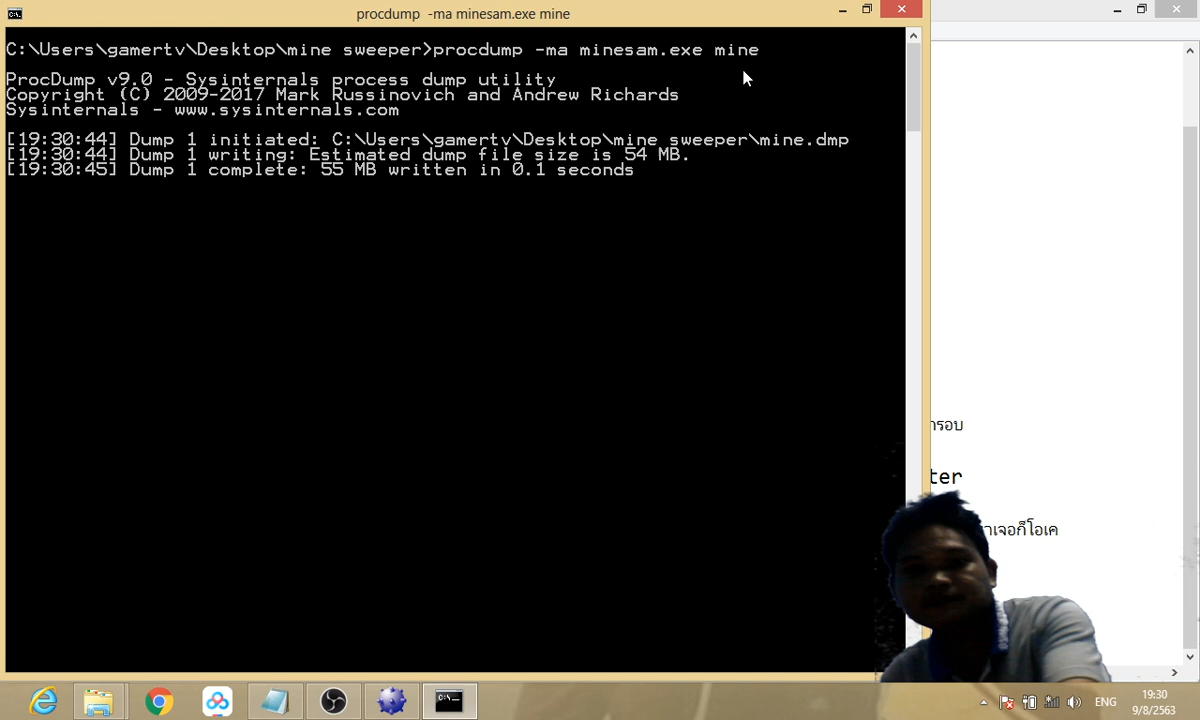 procdump  -ma minesam.exe mine
C:\Users\gamertv\Desktop\mine sweeper>procdump -ma minesam.exe mine
ProcDump v9.0 - Sysinternals process dump utility
Copyright (C) 2009-2017 Mark Russinovich and Andrew Richards
Sysinternals - www.sysinternals.com
[19:30:44] Dump 1 initiated: C:\Users\gamertv\Desktop\mine sweeper\mine.dmp
[19:30:44] Dump 1 writing: Estimated dump file size is 54 MB.
[19:30:45] Dump 1 complete: 55 MB written in 0.1 seconds
กรอบ
ter
าเจอก็โอเค
ENG
19:30
9/8/2563